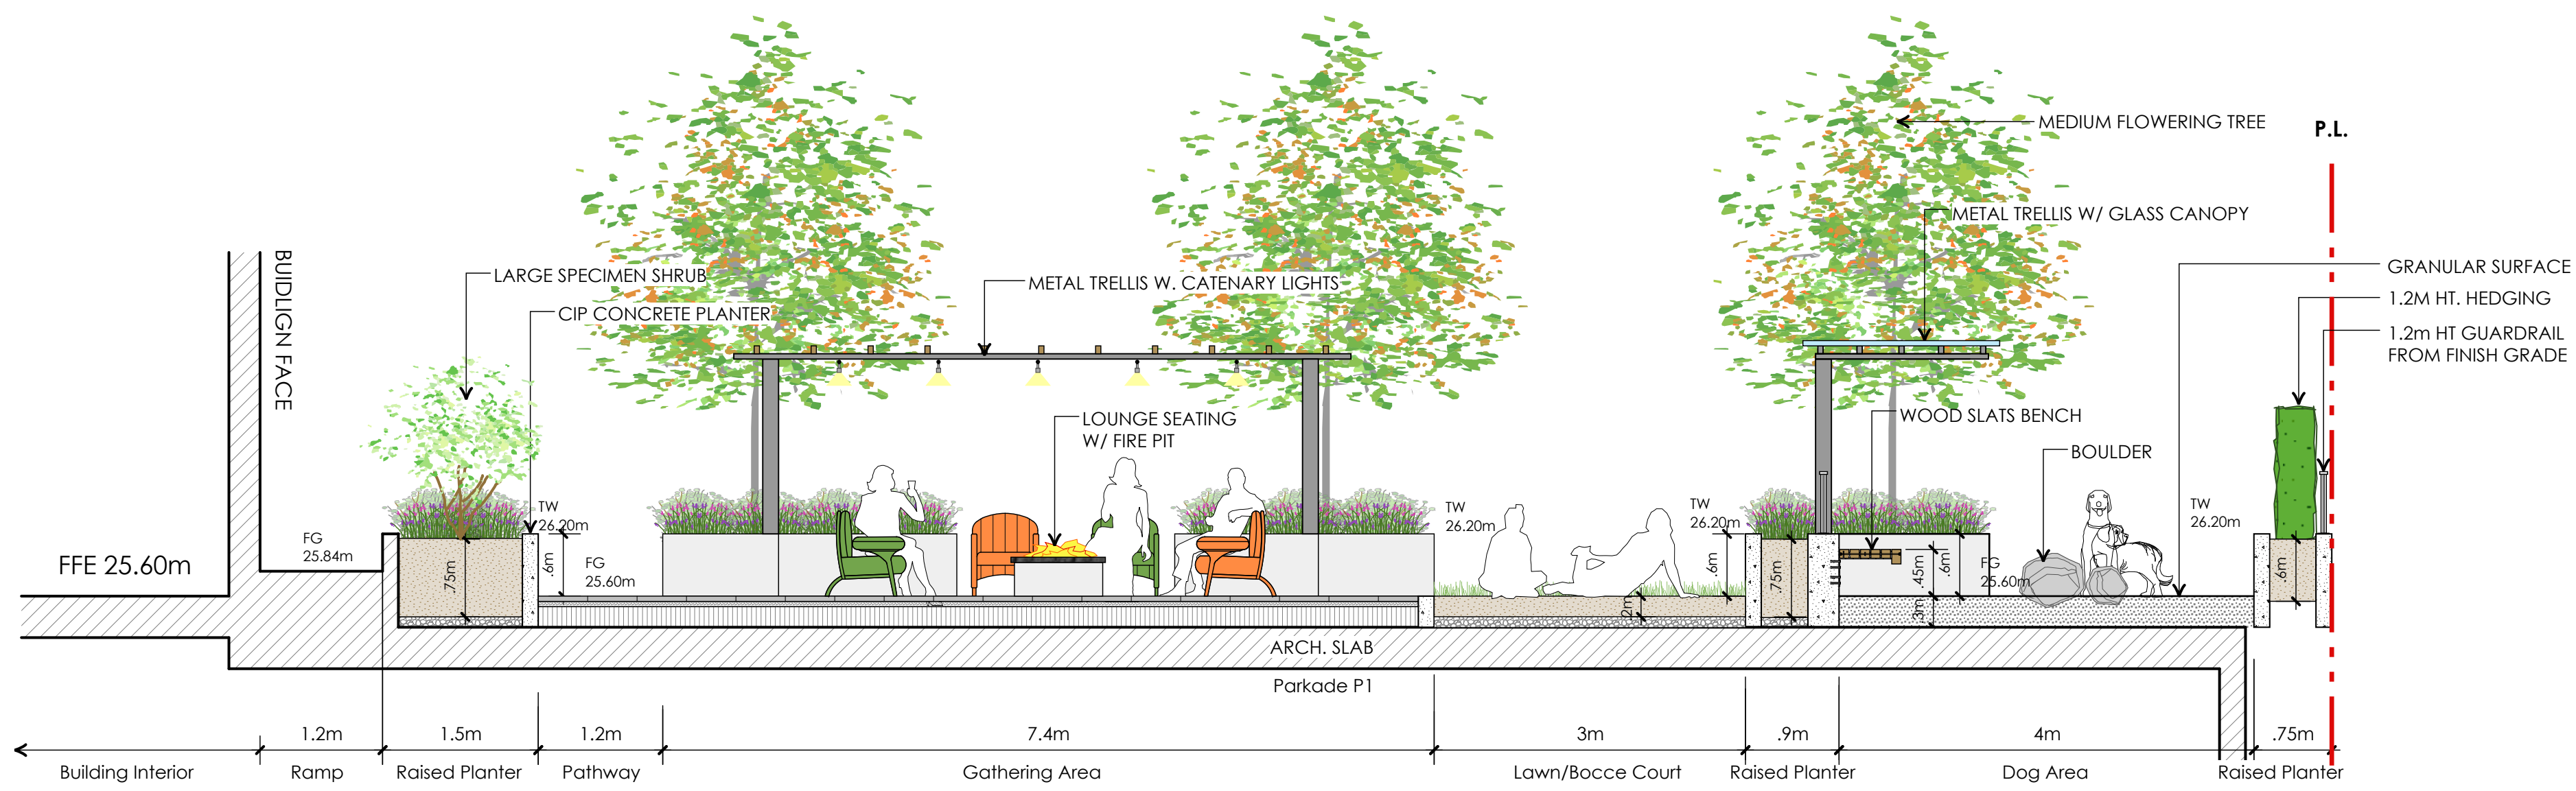 MEDIUM FLOWERING TREE
P.L.
METAL TRELLIS W/ GLASS CANOPY
BUIDLIGN FACE
LARGE SPECIMEN SHRUB
METAL TRELLIS W. CATENARY LIGHTS
GRANULAR SURFACE
1.2M HT. HEDGING
CIP CONCRETE PLANTER
1.2m HT GUARDRAIL
FROM FINISH GRADE
LOUNGE SEATING
W/ FIRE PIT
WOOD SLATS BENCH
BOULDER
TW
26.20m
TW
26.20m
TW
26.20m
TW
26.20m
FG
25.84m
FFE 25.60m
.75m
.6m
FG
25.60m
.2m
.6m
.75m
.45m
.6m
.3m
FG
25.60m
.6m
ARCH. SLAB
Parkade P1
1.2m
1.5m
1.2m
7.4m
3m
.9m
4m
.75m
Building Interior
Ramp
Raised Planter
Pathway
Gathering Area
Lawn/Bocce Court
Raised Planter
Dog Area
Raised Planter